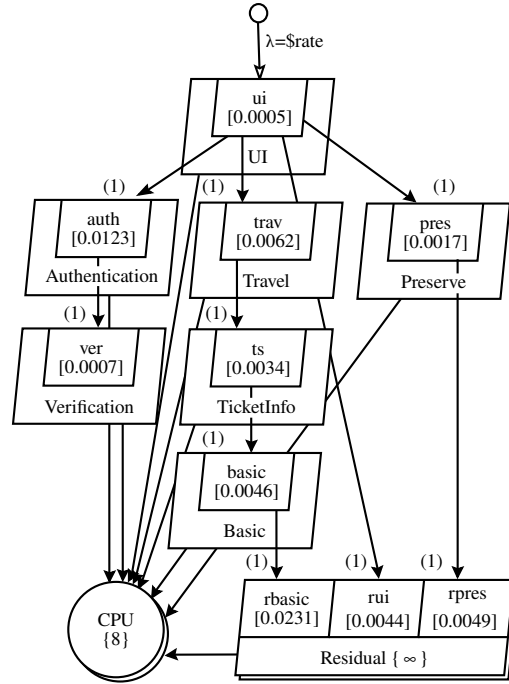 λ=$rate
ui
[0.0005]
UI
(1)
(1)
(1)
auth
[0.0123]
Authentication
trav
[0.0062]
Travel
pres
[0.0017]
Preserve
(1)
(1)
ver
[0.0007]
Verification
ts
[0.0034]
TicketInfo
(1)
basic
[0.0046]
Basic
(1)
(1)
(1)
CPU
{8}
rbasic
[0.0231]
rui
[0.0044]
rpres
[0.0049]
Residual { ∞ }